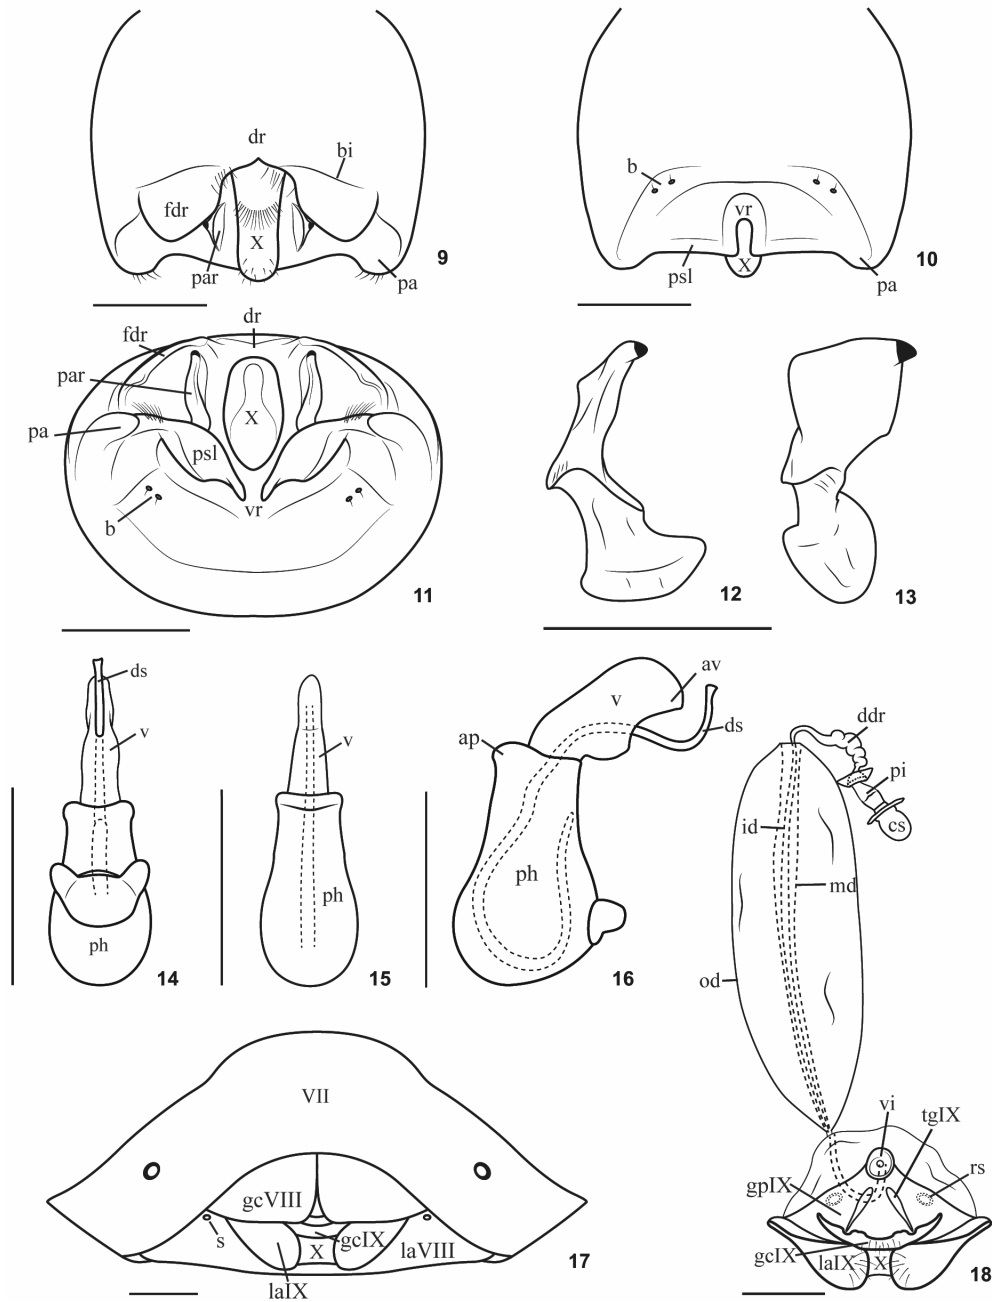 dr
bi
fdr
X
par
pa
9
b
vr
X
psl
pa
10
dr
fdr
par
pa
X
psl
b
vr
11
12
13
ds
v
ph
14
v
ph
15
av
v
ds
ap
ph
16
ddr
pi
cs
id
md
od
vi
tgIX
gpIX
rs
gcIX
laIX
X
18
VII
gcVIII
s
gcIX
X
laVIII
laIX
17